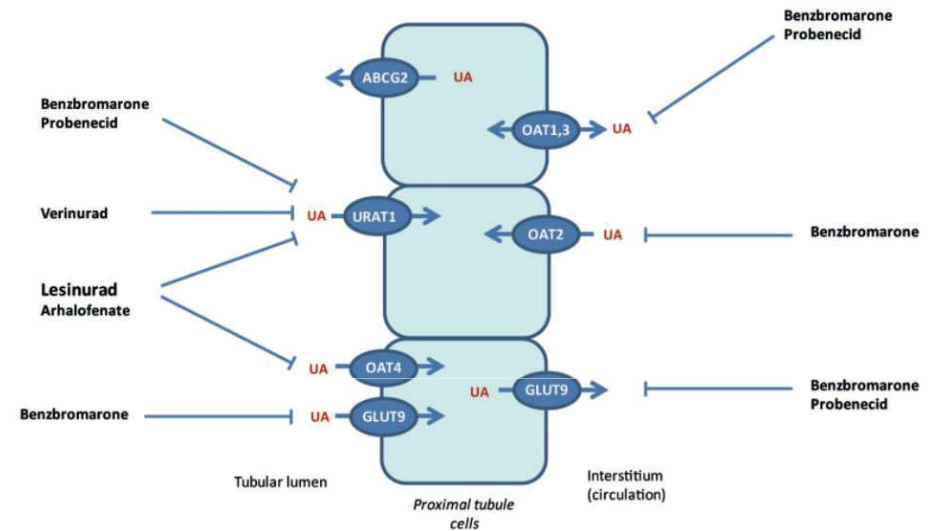 Benzbromarone
Probenecid
ABCG2
UA
OAT1,3
UA
Benzbromarone
Probenecid
Verinurad
UA
URAT1
OAT2
UA
Benzbromarone
Lesinurad
Arhalofenate
UA
OAT4
UA
GLUT9
Benzbromarone
UA
GLUT9
Benzbromarone
Probenecid
Tubular lumen
Proximal tubule
cells
Interstitium
(circulation)